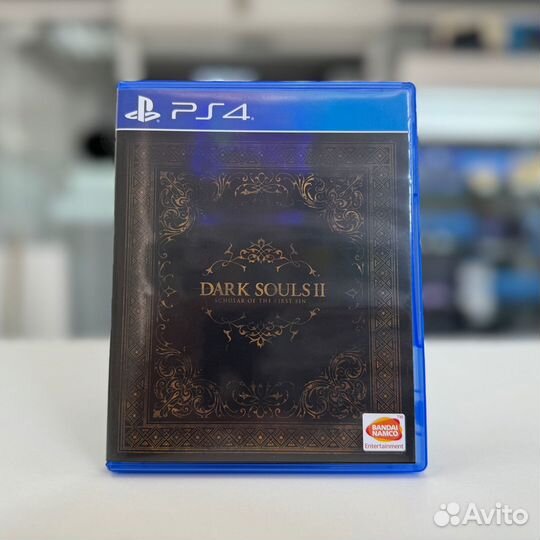 PS4
DARK SOULS II
SCHOLAR OF THE FIRST SIN
BANDAI
NAMCO
Entertainment
Avito